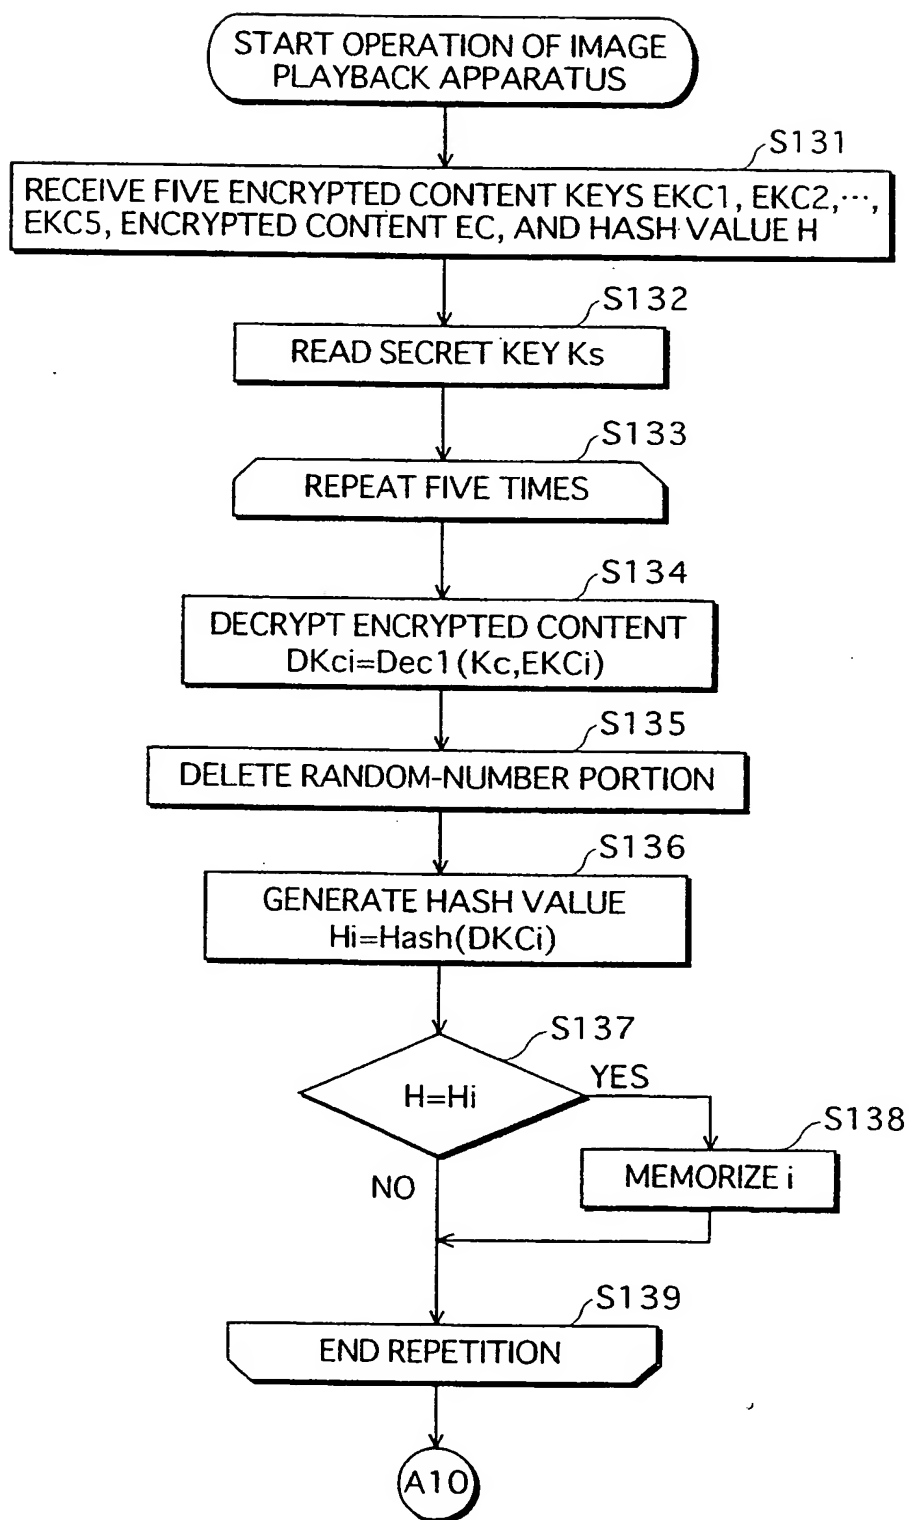 START OPERATION OF IMAGE
PLAYBACK APPARATUS
S131
RECEIVE FIVE ENCRYPTED CONTENT KEYS EKC1, EKC2,···,
EKC5, ENCRYPTED CONTENT EC, AND HASH VALUE H
S132
READ SECRET KEY Ks
S133
REPEAT FIVE TIMES
S134
DECRYPT ENCRYPTED CONTENT
DKci=Dec1(Kc,EKCi)
S135
DELETE RANDOM-NUMBER PORTION
S136
GENERATE HASH VALUE
Hi=Hash(DKCi)
S137
H=Hi
YES
S138
MEMORIZE i
NO
S139
END REPETITION
A10